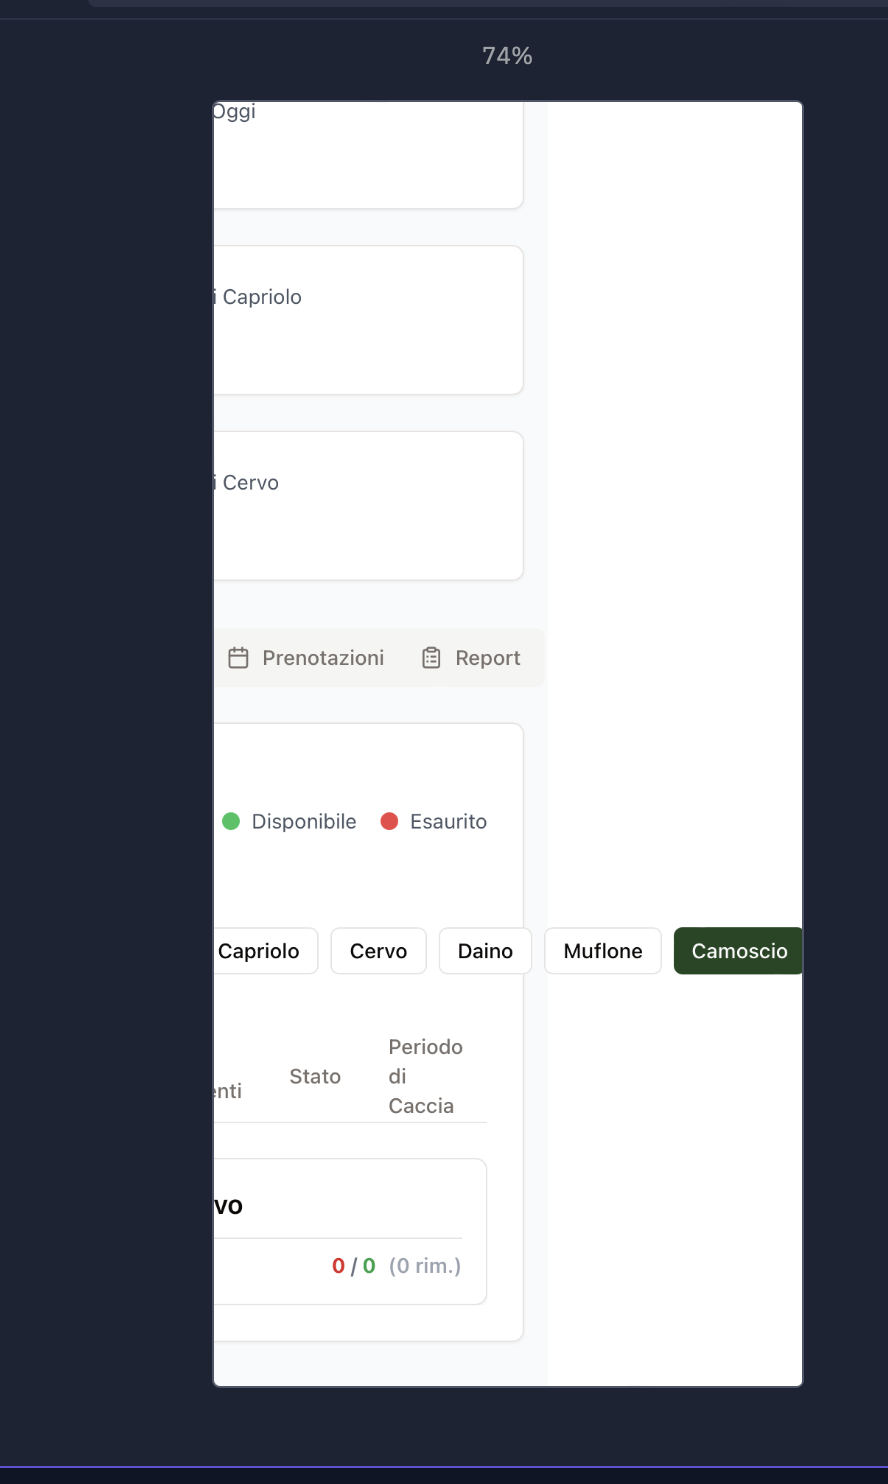 74%
Oggi
i Capriolo
i Cervo
Prenotazioni Report
Disponibile Esaurito
Capriolo Cervo Daino Muflone Camoscio
enti Stato Periodo di Caccia
vo
0 / 0 (0 rim.)